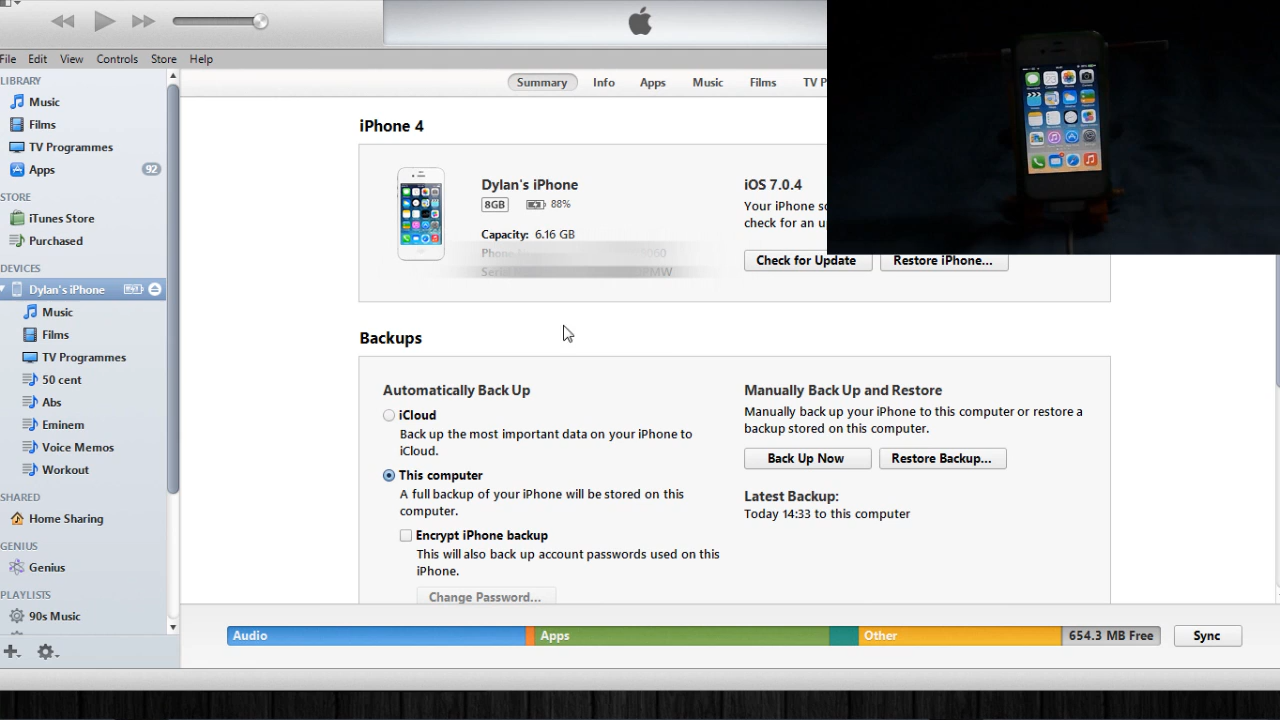 File Edit View Controls Store Help
LIBRARY
Music
Films
TV Programmes
Apps 92
STORE
iTunes Store
Purchased
DEVICES
Dylan's iPhone
Music
Films
TV Programmes
50 cent
Abs
Eminem
Voice Memos
Workout
SHARED
Home Sharing
GENIUS
Genius
PLAYLISTS
90s Music
Summary Info Apps Music Films TV P
iPhone 4
Dylan's iPhone
8GB 88%
Capacity: 6.16 GB
iOS 7.0.4
Your iPhone so
check for an u
Check for Update Restore iPhone...
Backups
Automatically Back Up
iCloud
Back up the most important data on your iPhone to
iCloud.
This computer
A full backup of your iPhone will be stored on this
computer.
Encrypt iPhone backup
This will also back up account passwords used on this
iPhone.
Change Password...
Manually Back Up and Restore
Manually back up your iPhone to this computer or restore a
backup stored on this computer.
Back Up Now Restore Backup...
Latest Backup:
Today 14:33 to this computer
Audio Apps Other 654.3 MB Free Sync